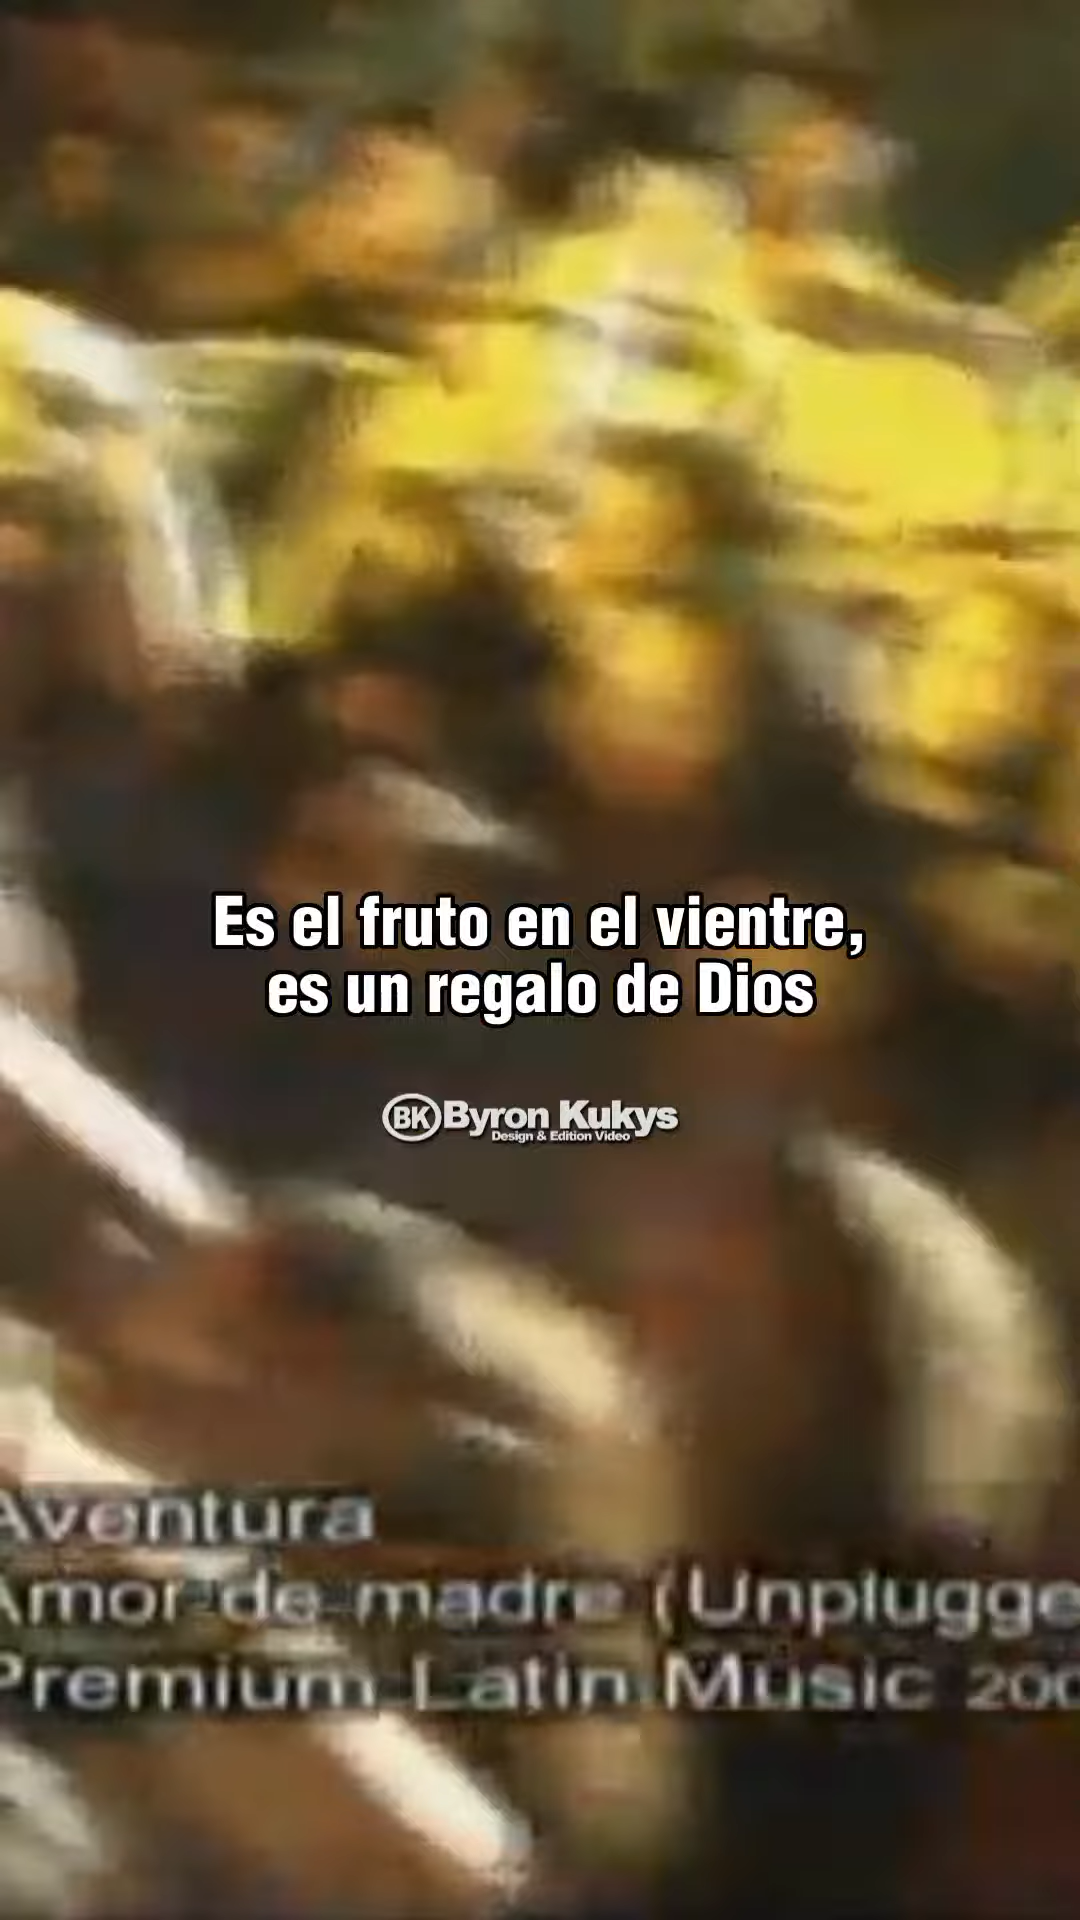 Es el fruto en el vientre,
es un regalo de Dios
BK Byron Kukys
Design & Edition Video
Aventura
Amor de madre (Unplugge
Premium Latin Music 200